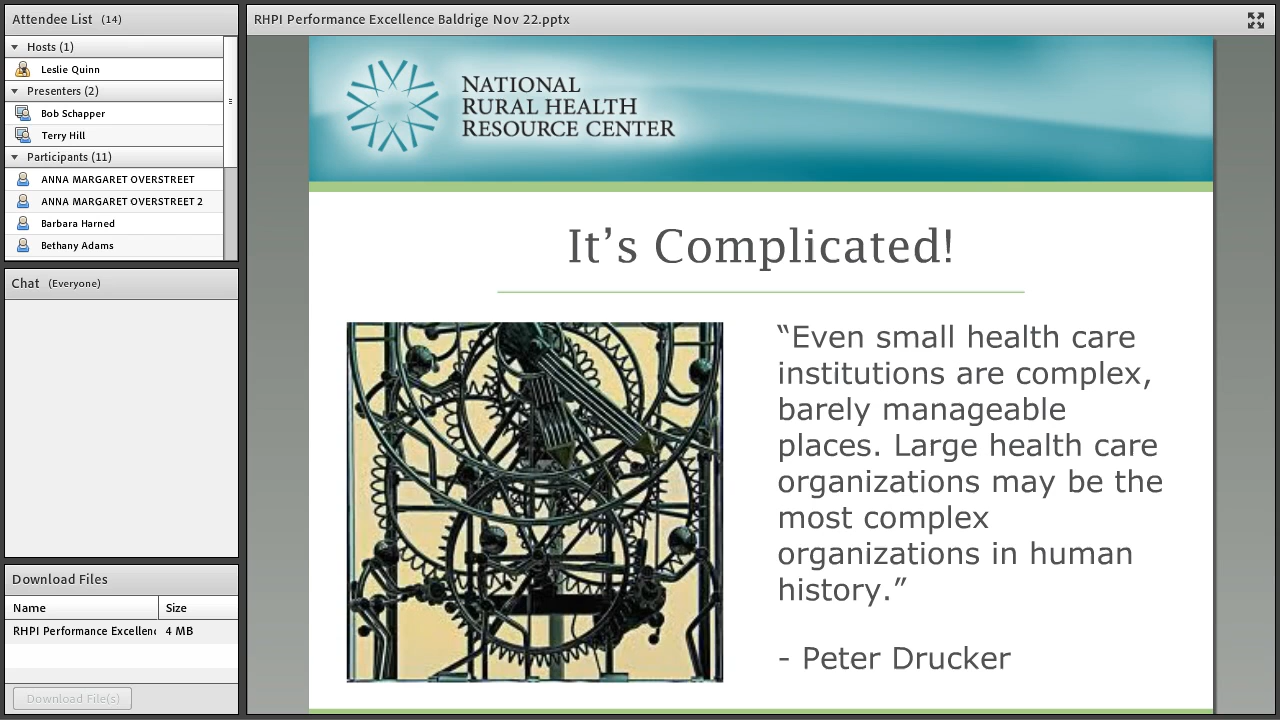 Attendee List (14)
Hosts (1)
Leslie Quinn
Presenters (2)
Bob Schapper
Terry Hill
Participants (11)
ANNA MARGARET OVERSTREET
ANNA MARGARET OVERSTREET 2
Barbara Harned
Bethany Adams
Chat (Everyone)
Download Files
Name Size
RHPI Performance Excellenc 4 MB
Download File(s)
RHPI Performance Excellence Baldrige Nov 22.pptx
NATIONAL
RURAL HEALTH
RESOURCE CENTER
It’s Complicated!
“Even small health care
institutions are complex,
barely manageable
places. Large health care
organizations may be the
most complex
organizations in human
history.”
- Peter Drucker